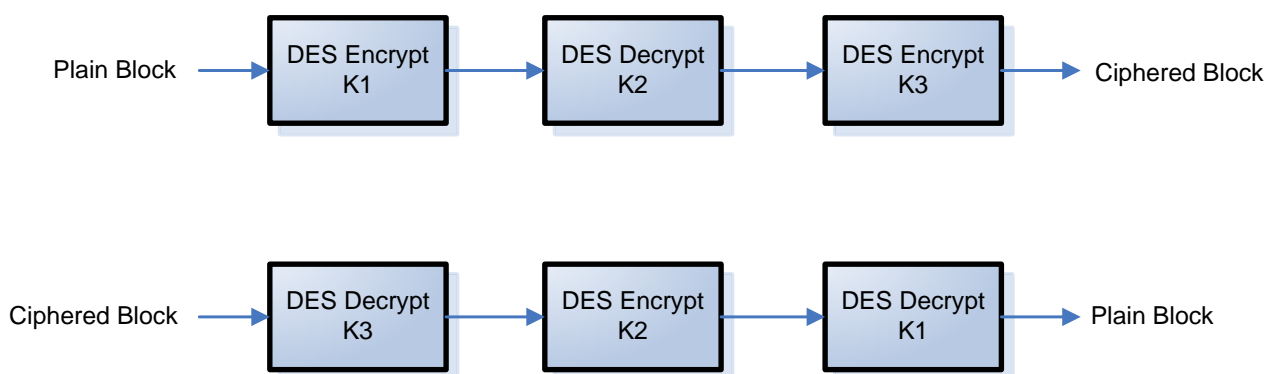 Plain Block
DES Encrypt
K1
DES Decrypt
K2
DES Encrypt
K3
Ciphered Block
Ciphered Block
DES Decrypt
K3
DES Encrypt
K2
DES Decrypt
K1
Plain Block